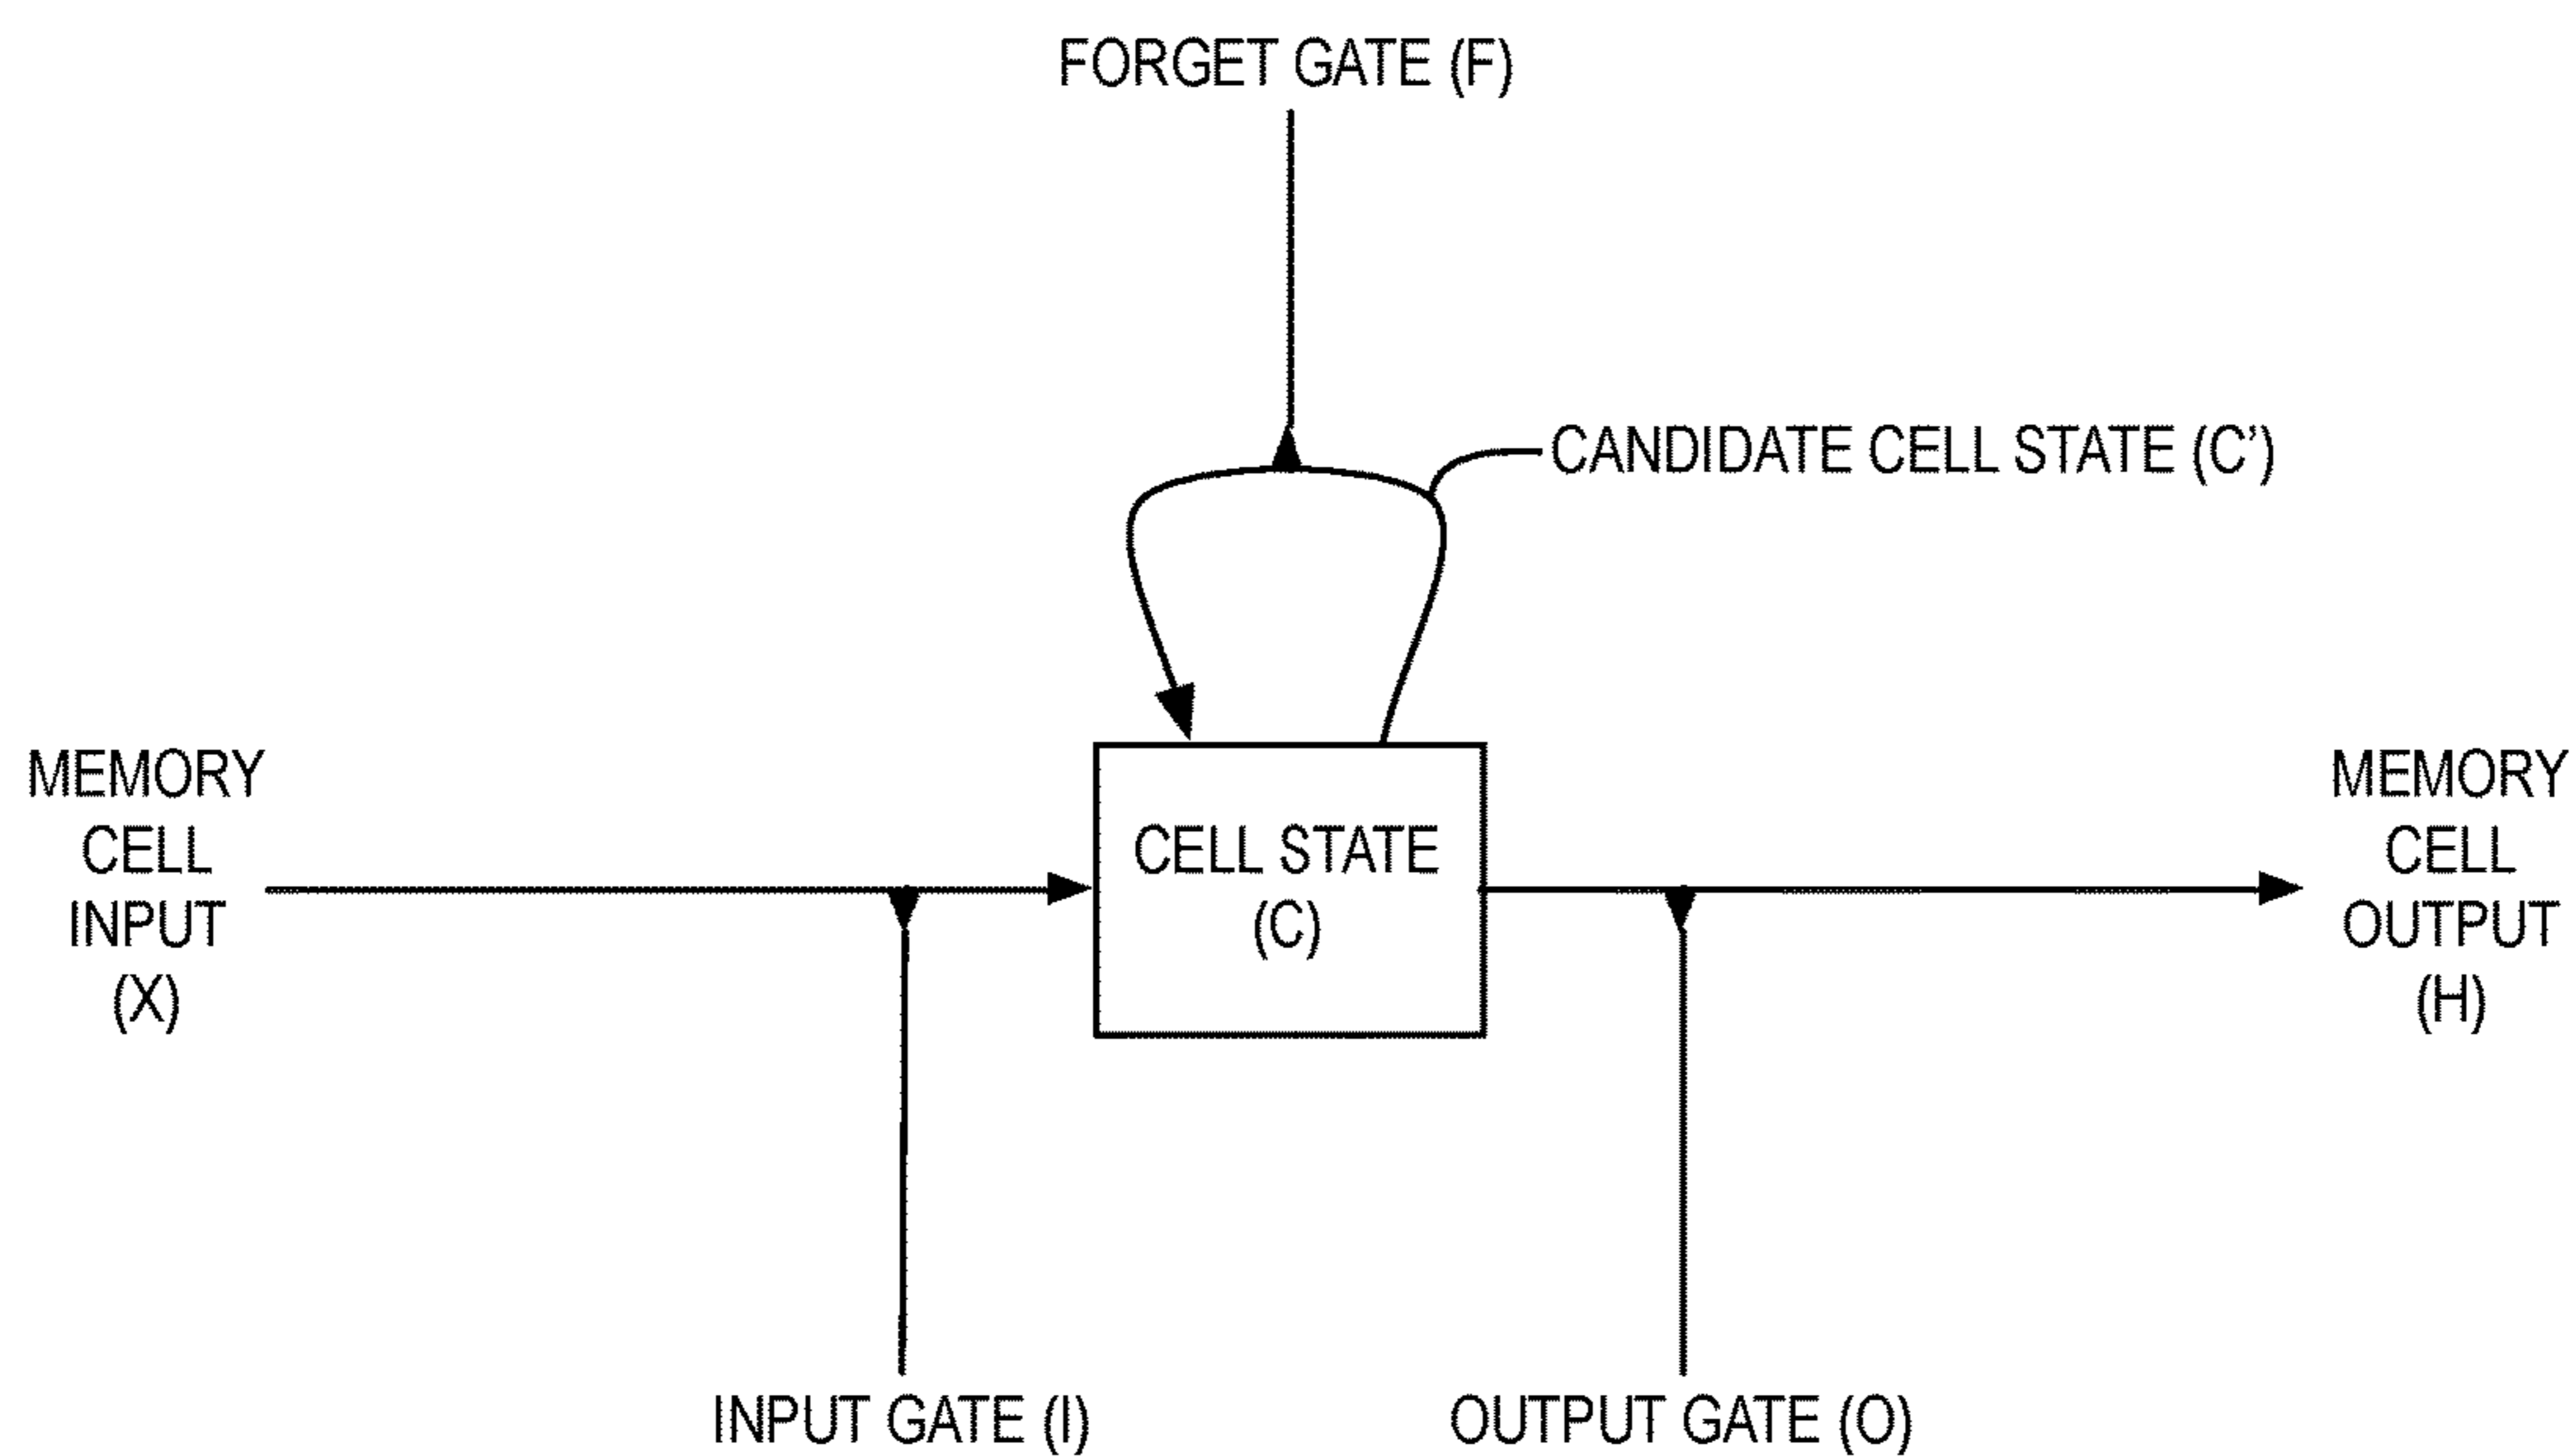 FORGET GATE (F)
CANDIDATE CELL STATE (C’)
MEMORY
CELL
INPUT
(X)
CELL STATE
(C)
MEMORY
CELL
OUTPUT
(H)
INPUT GATE (I)
OUTPUT GATE (O)